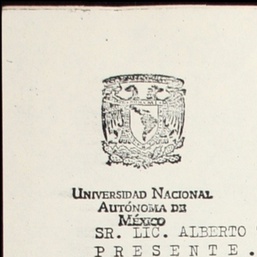 UNIVERSIDAD NACIONAL
AUTÓNOMA DE
MÉXICO
SR. LIC. ALBERTO
PRESENTE.